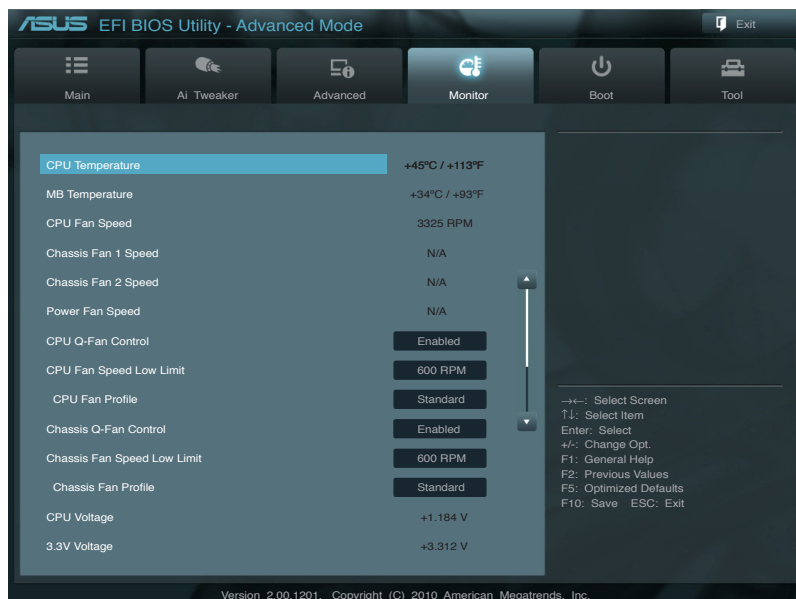 ASUS EFI BIOS Utility - Advanced Mode
Exit
Main Ai Tweaker Advanced Monitor Boot Tool
CPU Temperature +45ºC / +113ºF
MB Temperature +34ºC / +93ºF
CPU Fan Speed 3325 RPM
Chassis Fan 1 Speed N/A
Chassis Fan 2 Speed N/A
Power Fan Speed N/A
CPU Q-Fan Control Enabled
CPU Fan Speed Low Limit 600 RPM
CPU Fan Profile Standard
Chassis Q-Fan Control Enabled
Chassis Fan Speed Low Limit 600 RPM
Chassis Fan Profile Standard
CPU Voltage +1.184 V
3.3V Voltage +3.312 V
→←: Select Screen
↑↓: Select Item
Enter: Select
+/-: Change Opt.
F1: General Help
F2: Previous Values
F5: Optimized Defaults
F10: Save ESC: Exit
Version 2.00.1201. Copyright (C) 2010 American Megatrends, Inc.